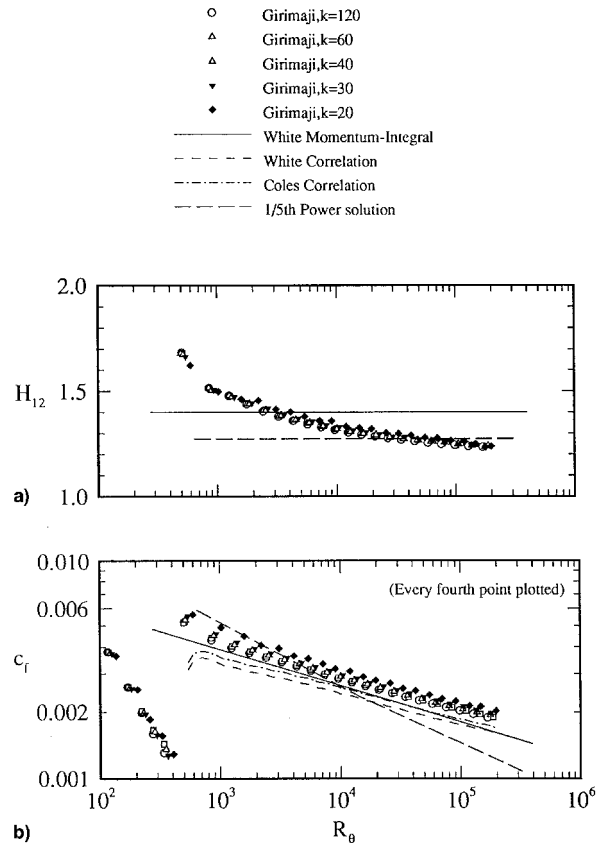 Girimaji,k=120
Girimaji,k=60
Girimaji,k=40
Girimaji,k=30
Girimaji,k=20
White Momentum-Integral
White Correlation
Coles Correlation
1/5th Power solution
2.0
H12
1.5
1.0
a)
0.010
(Every fourth point plotted)
0.006
cf
0.002
0.001
10^2 10^3 10^4 10^5 10^6
b)
Rθ